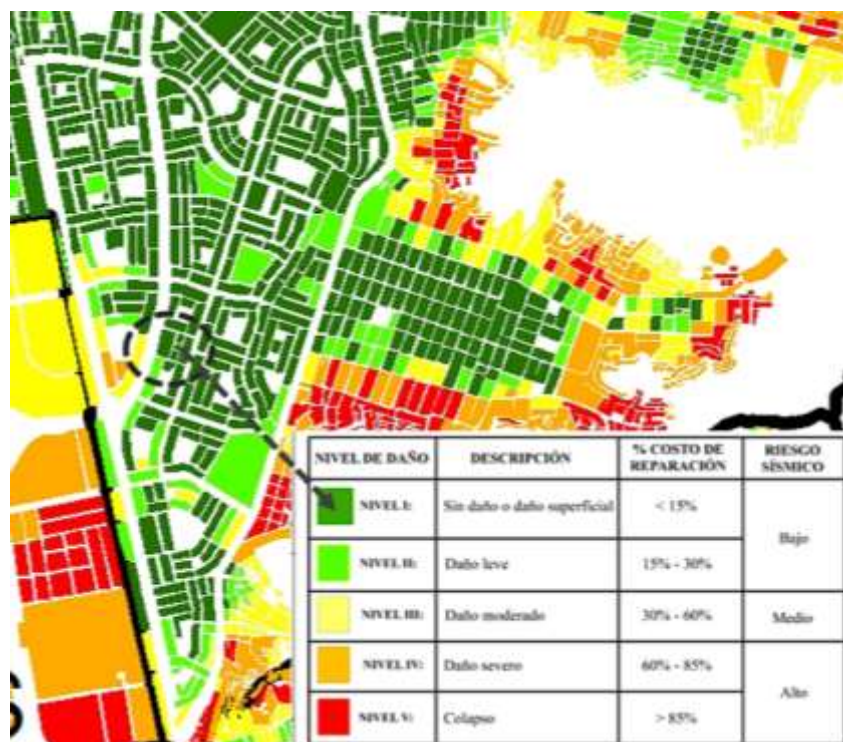 NIVEL DE DAÑO DESCRIPCIÓN % COSTO DE REPARACIÓN RIESGO SÍSMICO
NIVEL I: Sin daño o daño superficial < 15% Bajo
NIVEL II: Daño leve 15% - 30%
NIVEL III: Daño moderado 30% - 60% Medio
NIVEL IV: Daño severo 60% - 85% Alto
NIVEL V: Colapso > 85%